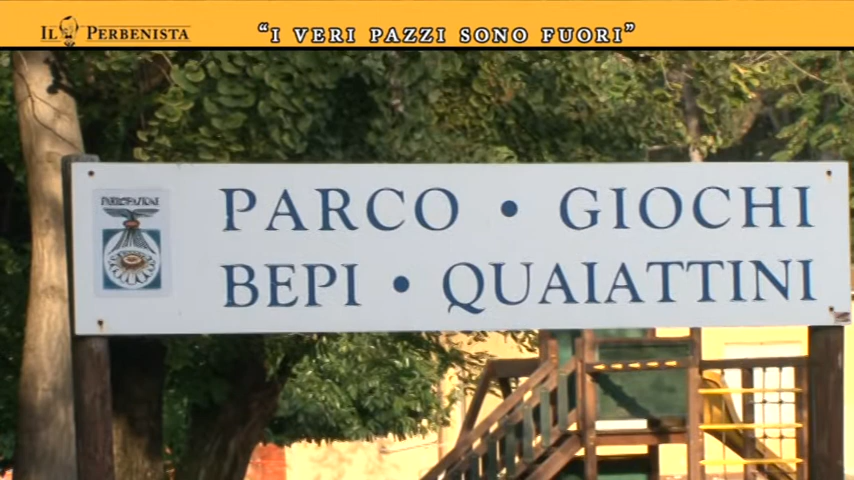 IL PERBENISTA
“I VERI PAZZI SONO FUORI”
PARCO • GIOCHI
BEPI • QUAIATTINI